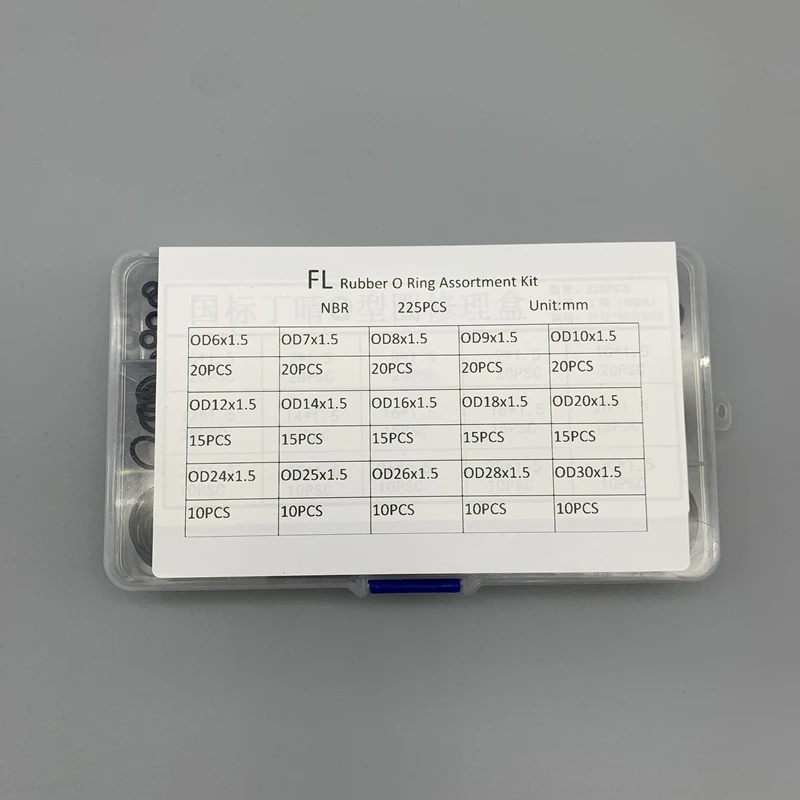 FL Rubber O Ring Assortment Kit
NBR 225PCS Unit:mm
OD6x1.5 OD7x1.5 OD8x1.5 OD9x1.5 OD10x1.5
20PCS 20PCS 20PCS 20PCS 20PCS
OD12x1.5 OD14x1.5 OD16x1.5 OD18x1.5 OD20x1.5
15PCS 15PCS 15PCS 15PCS 15PCS
OD24x1.5 OD25x1.5 OD26x1.5 OD28x1.5 OD30x1.5
10PCS 10PCS 10PCS 10PCS 10PCS